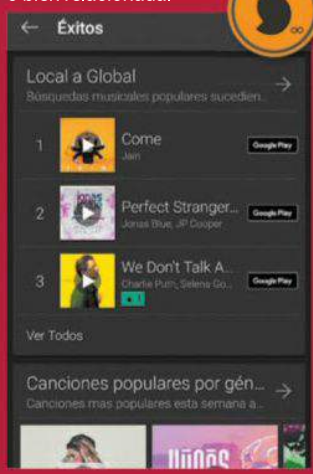 ← Éxitos
Local a Global
Búsquedas musicales populares sucedien...
1
Come
Jain
Google Play
2
Perfect Stranger...
Jonas Blue, JP Cooper
Google Play
3
We Don't Talk A...
Charlie Puth, Selena Go...
1
Google Play
Ver Todos
Canciones populares por gén...
Canciones mas populares esta semana a...